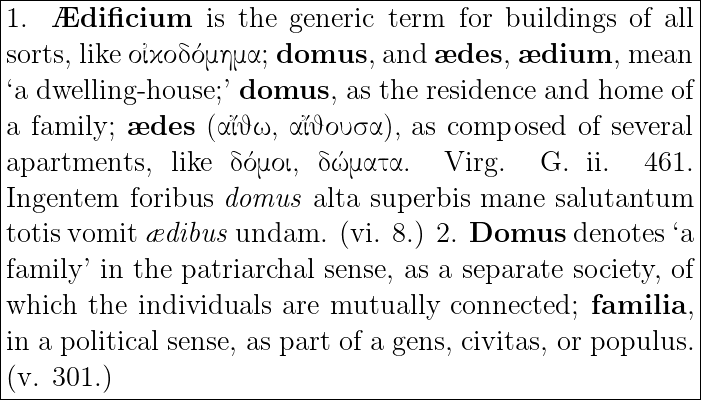 1. Ædificium is the generic term for buildings of all
sorts, like οἰκοδόμημα; domus, and ædes, ædium, mean
‘a dwelling-house;’ domus, as the residence and home of
a family; ædes (αἴθω, αἴθουσα), as composed of several
apartments, like δόμοι, δώματα. Virg. G. ii. 461.
Ingentem foribus domus alta superbis mane salutantum
totis vomit ædibus undam. (vi. 8.) 2. Domus denotes ‘a
family’ in the patriarchal sense, as a separate society, of
which the individuals are mutually connected; familia,
in a political sense, as part of a gens, civitas, or populus.
(v. 301.)